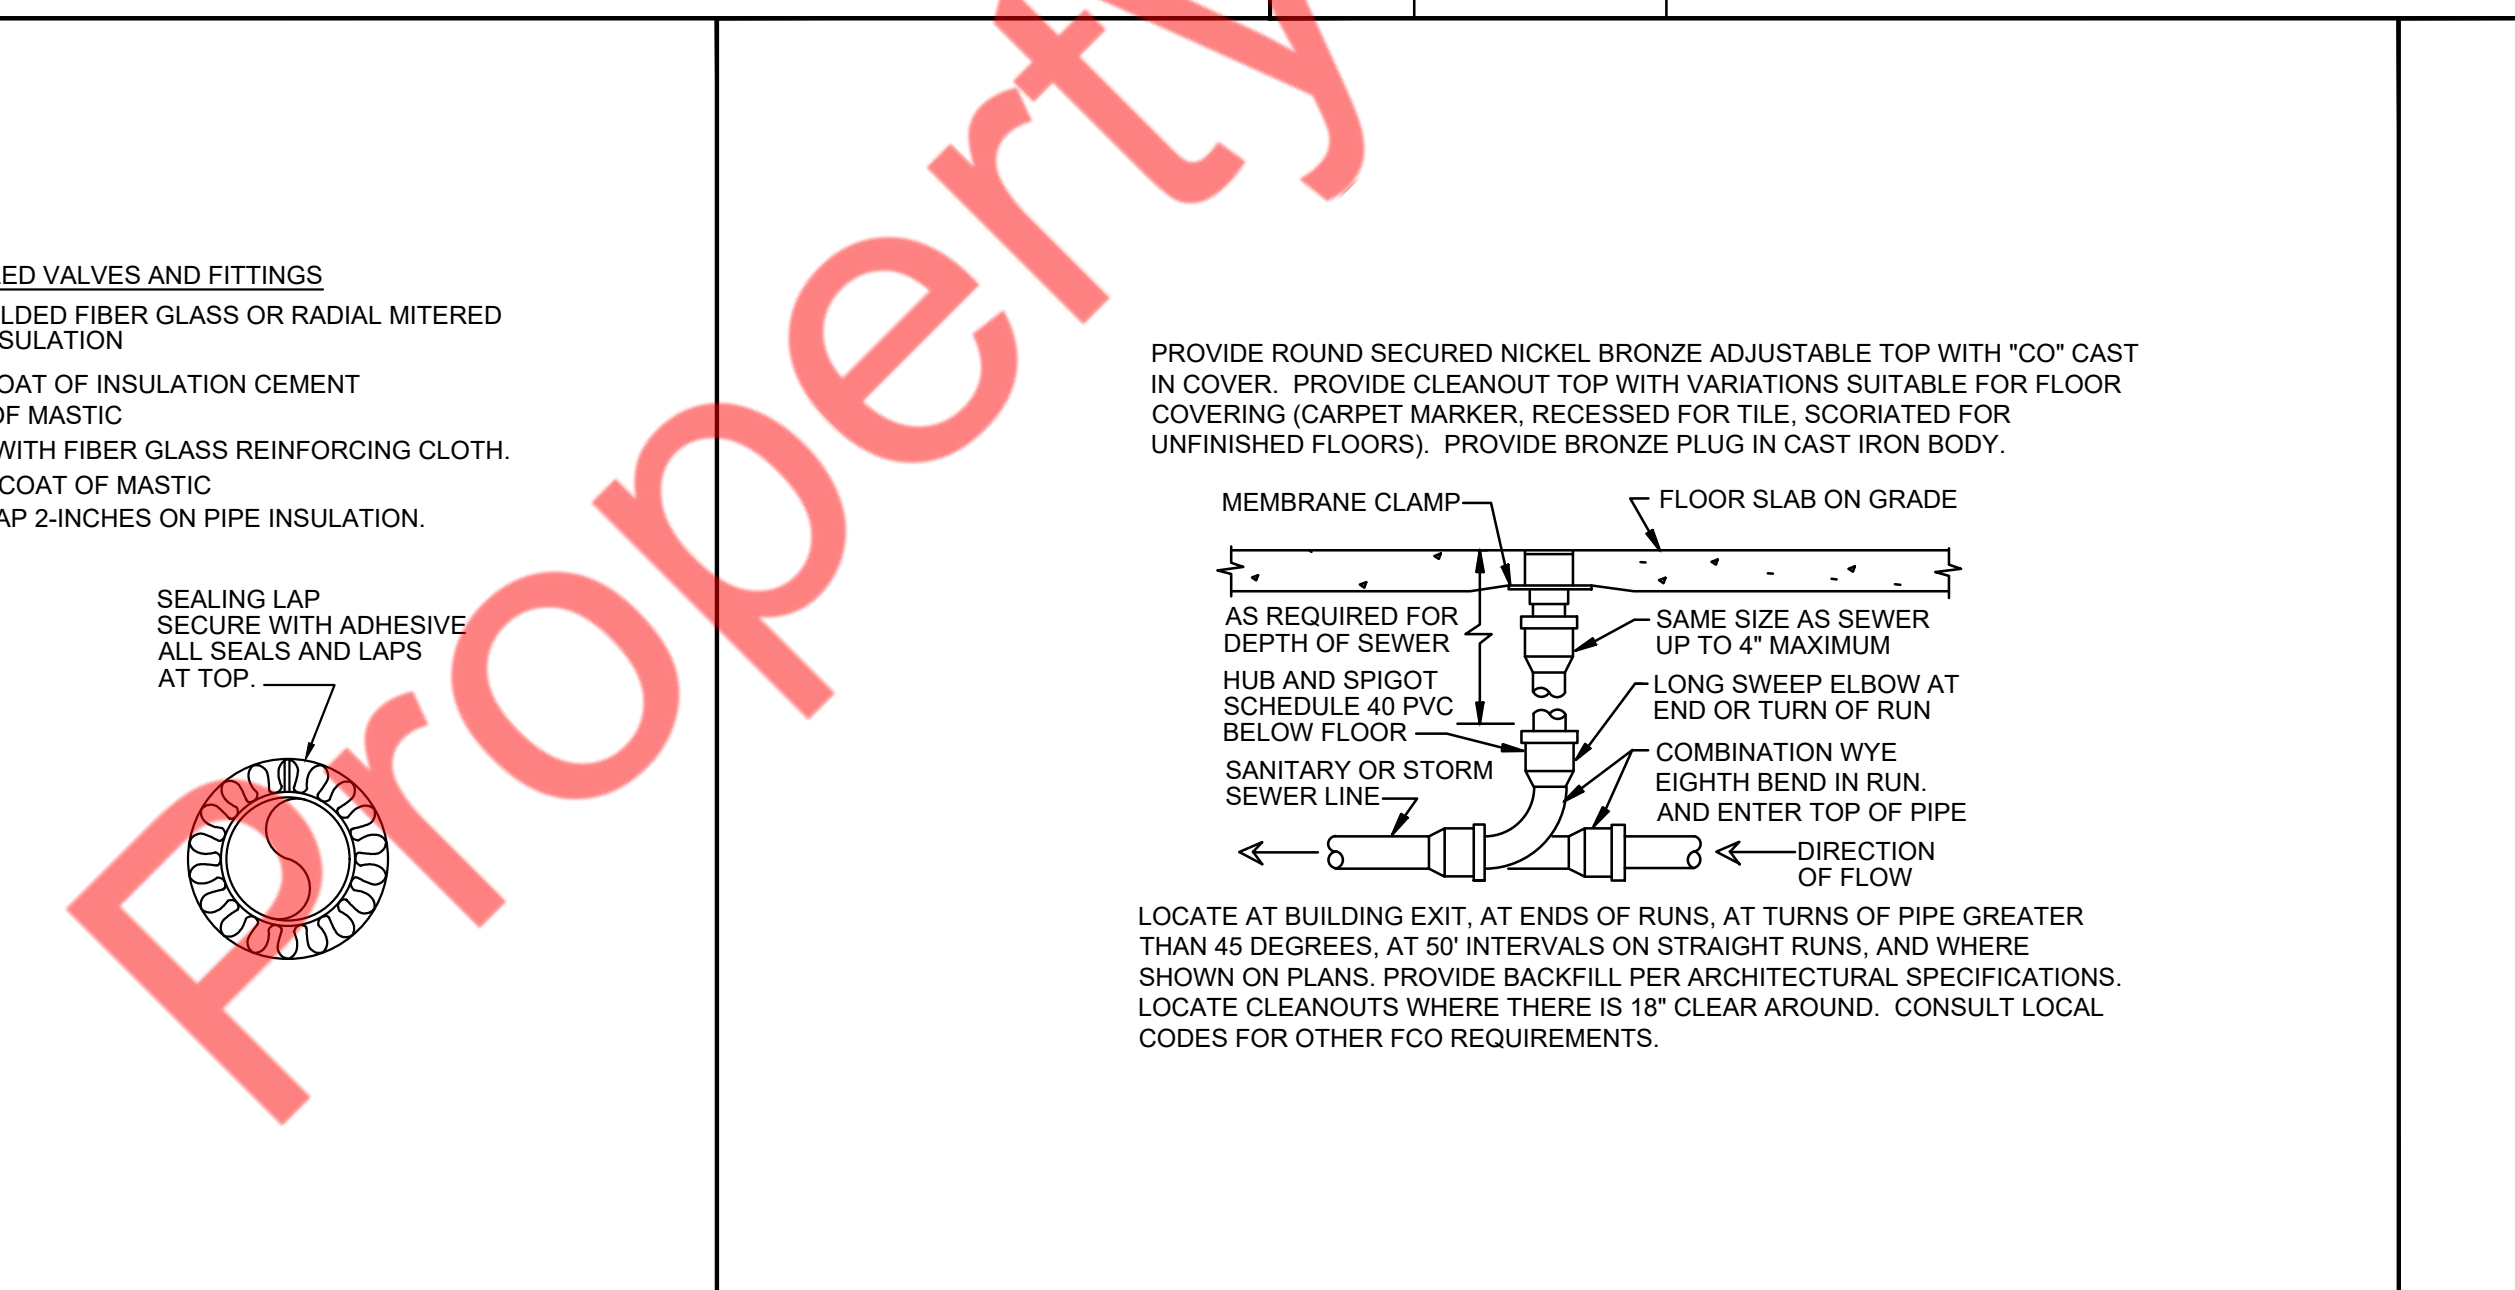 ED VALVES AND FITTINGS
LDED FIBER GLASS OR RADIAL MITERED
SULATION
OAT OF INSULATION CEMENT
OF MASTIC
WITH FIBER GLASS REINFORCING CLOTH.
COAT OF MASTIC
AP 2-INCHES ON PIPE INSULATION.
SEALING LAP
SECURE WITH ADHESIVE
ALL SEALS AND LAPS
AT TOP.
Property
PROVIDE ROUND SECURED NICKEL BRONZE ADJUSTABLE TOP WITH "CO" CAST
IN COVER. PROVIDE CLEANOUT TOP WITH VARIATIONS SUITABLE FOR FLOOR
COVERING (CARPET MARKER, RECESSED FOR TILE, SCORIATED FOR
UNFINISHED FLOORS). PROVIDE BRONZE PLUG IN CAST IRON BODY.
MEMBRANE CLAMP
FLOOR SLAB ON GRADE
AS REQUIRED FOR
DEPTH OF SEWER
HUB AND SPIGOT
SCHEDULE 40 PVC
BELOW FLOOR
SANITARY OR STORM
SEWER LINE
SAME SIZE AS SEWER
UP TO 4" MAXIMUM
LONG SWEEP ELBOW AT
END OR TURN OF RUN
COMBINATION WYE
EIGHTH BEND IN RUN.
AND ENTER TOP OF PIPE
DIRECTION
OF FLOW
LOCATE AT BUILDING EXIT, AT ENDS OF RUNS, AT TURNS OF PIPE GREATER
THAN 45 DEGREES, AT 50' INTERVALS ON STRAIGHT RUNS, AND WHERE
SHOWN ON PLANS. PROVIDE BACKFILL PER ARCHITECTURAL SPECIFICATIONS.
LOCATE CLEANOUTS WHERE THERE IS 18" CLEAR AROUND. CONSULT LOCAL
CODES FOR OTHER FCO REQUIREMENTS.